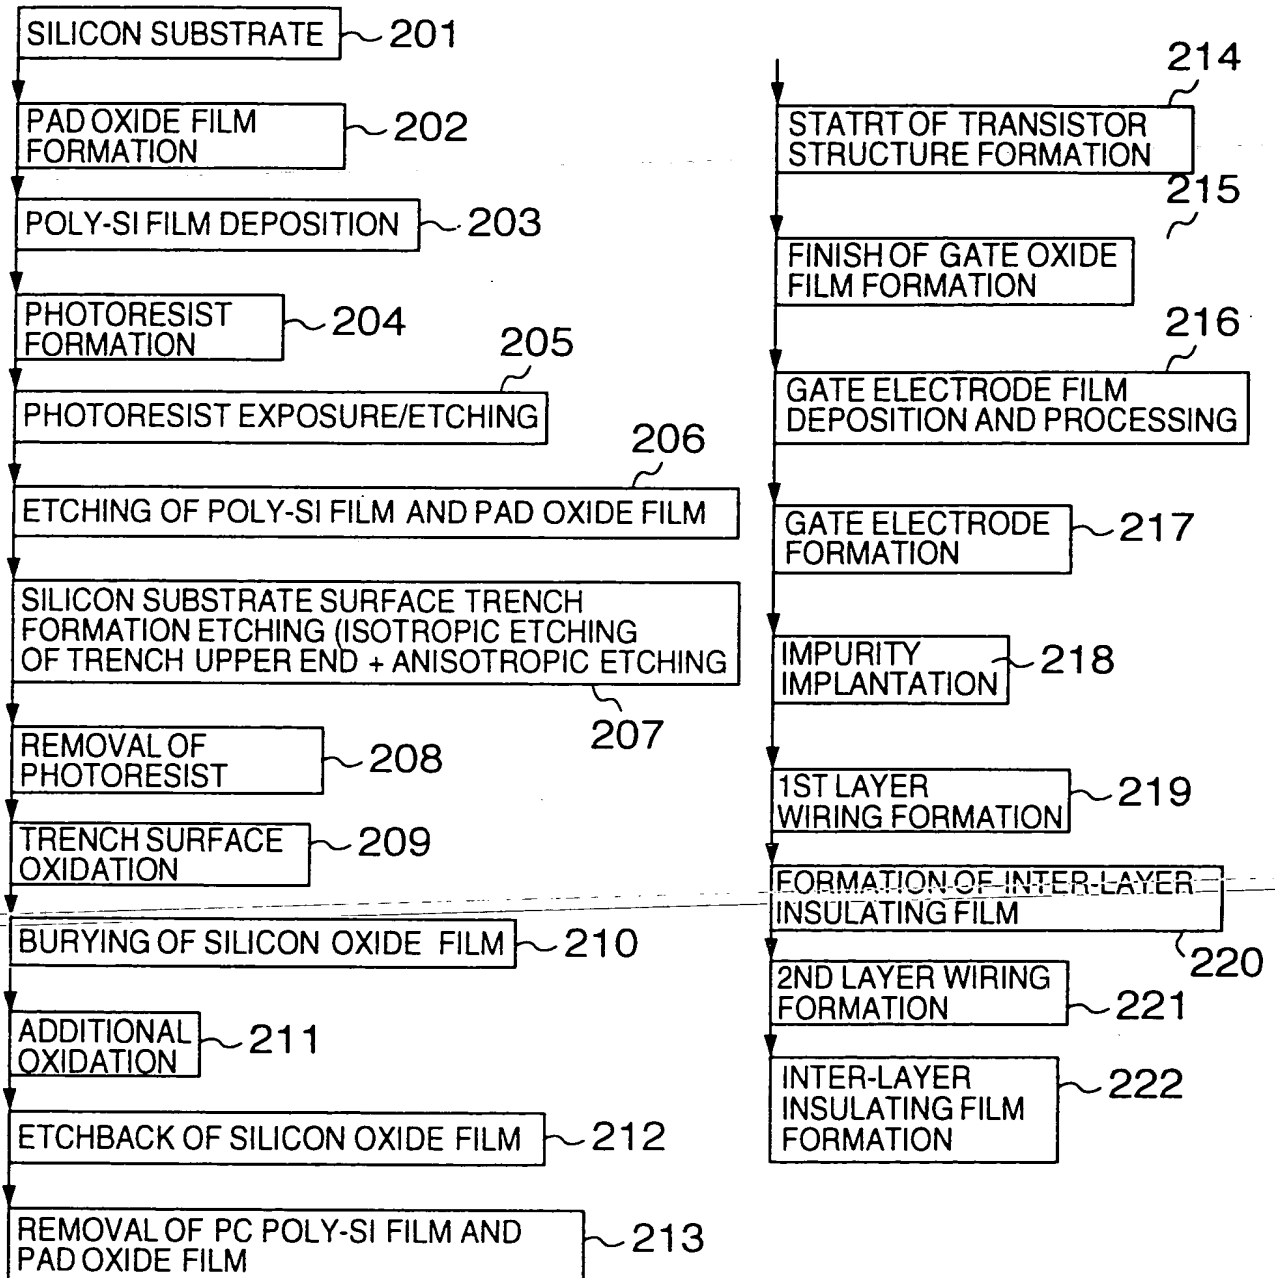 SILICON SUBSTRATE
201
PAD OXIDE FILM
FORMATION
202
POLY-SI FILM DEPOSITION
203
PHOTORESIST
FORMATION
204
205
PHOTORESIST EXPOSURE/ETCHING
206
ETCHING OF POLY-SI FILM AND PAD OXIDE FILM
SILICON SUBSTRATE SURFACE TRENCH
FORMATION ETCHING (ISOTROPIC ETCHING
OF TRENCH UPPER END + ANISOTROPIC ETCHING
207
REMOVAL OF
PHOTORESIST
208
TRENCH SURFACE
OXIDATION
209
BURYING OF SILICON OXIDE FILM
210
ADDITIONAL
OXIDATION
211
ETCHBACK OF SILICON OXIDE FILM
212
REMOVAL OF PC POLY-SI FILM AND
PAD OXIDE FILM
213
214
STATRT OF TRANSISTOR
STRUCTURE FORMATION
215
FINISH OF GATE OXIDE
FILM FORMATION
216
GATE ELECTRODE FILM
DEPOSITION AND PROCESSING
GATE ELECTRODE
FORMATION
217
IMPURITY
IMPLANTATION
218
1ST LAYER
WIRING FORMATION
219
FORMATION OF INTER-LAYER
INSULATING FILM
220
2ND LAYER WIRING
FORMATION
221
INTER-LAYER
INSULATING FILM
FORMATION
222